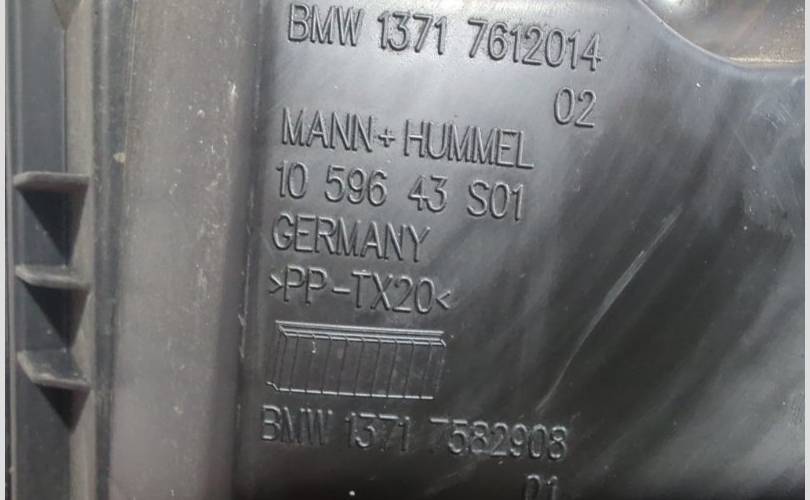 BMW 1371 7612014
02
MANN+HUMMEL
10 596 43 S01
GERMANY
>PP-TX20<
BMW 1371 7582908
01